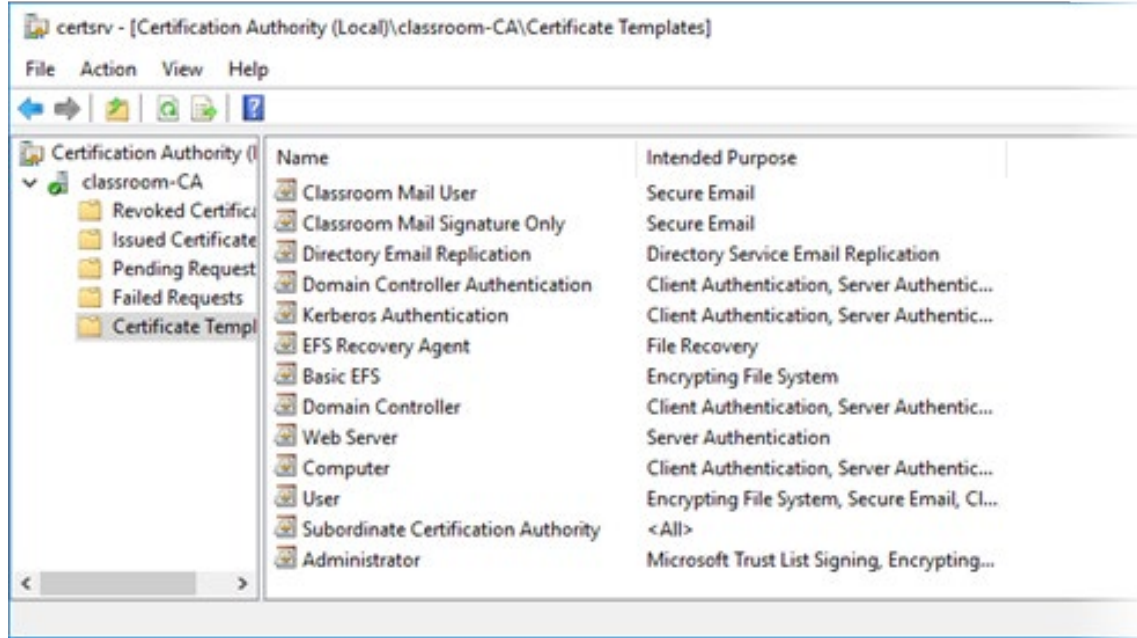 certsrv - [Certification Authority (Local)\classroom-CA\Certificate Templates]
File Action View Help
Certification Authority (l
classroom-CA
Revoked Certifica
Issued Certificate
Pending Request
Failed Requests
Certificate Templ
Name Intended Purpose
Classroom Mail User Secure Email
Classroom Mail Signature Only Secure Email
Directory Email Replication Directory Service Email Replication
Domain Controller Authentication Client Authentication, Server Authentic...
Kerberos Authentication Client Authentication, Server Authentic...
EFS Recovery Agent File Recovery
Basic EFS Encrypting File System
Domain Controller Client Authentication, Server Authentic...
Web Server Server Authentication
Computer Client Authentication, Server Authentic...
User Encrypting File System, Secure Email, Cl...
Subordinate Certification Authority <All>
Administrator Microsoft Trust List Signing, Encrypting...